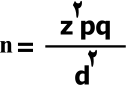 n = z۲pq / d۲